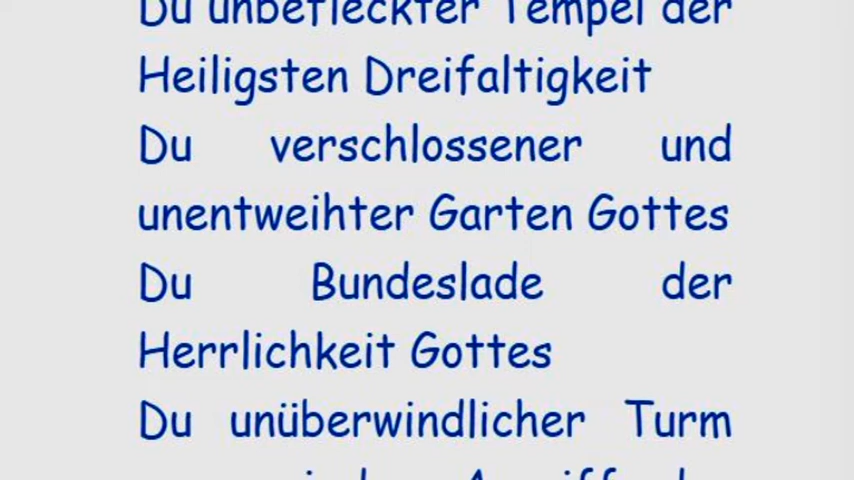 Du unbefleckter Tempel der
Heiligsten Dreifaltigkeit
Du verschlossener und
unentweihter Garten Gottes
Du Bundeslade der
Herrlichkeit Gottes
Du unüberwindlicher Turm